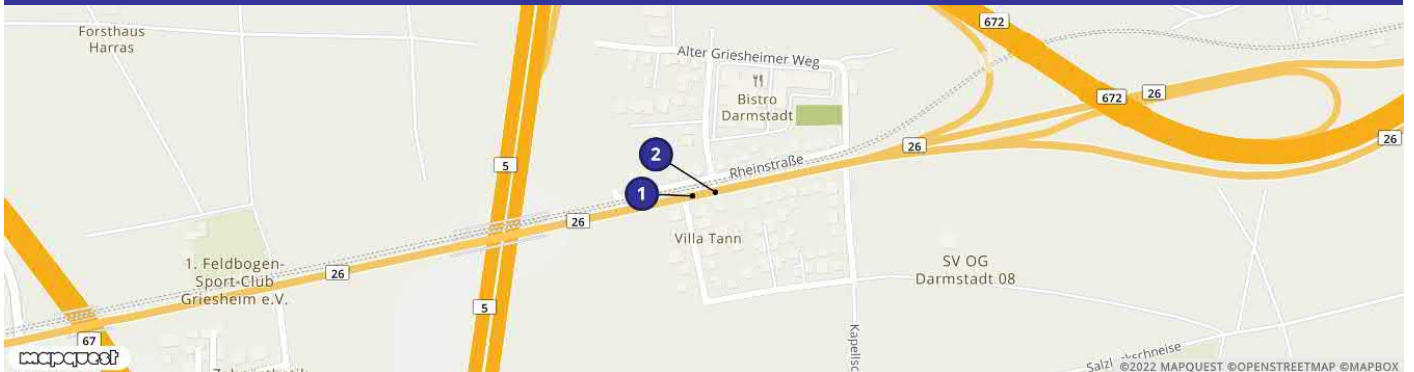 Forsthaus
Harras
672
Alter Griesheimer Weg
Bistro
Darmstadt
672
26
26
26
5
2
Rheinstraße
1
26
Villa Tann
1. Feldbogen-
Sport-Club
Griesheim e.V.
26
SV OG
Darmstadt 08
5
67
mapquest
©2022 MAPQUEST ©OPENSTREETMAP ©MAPBOX